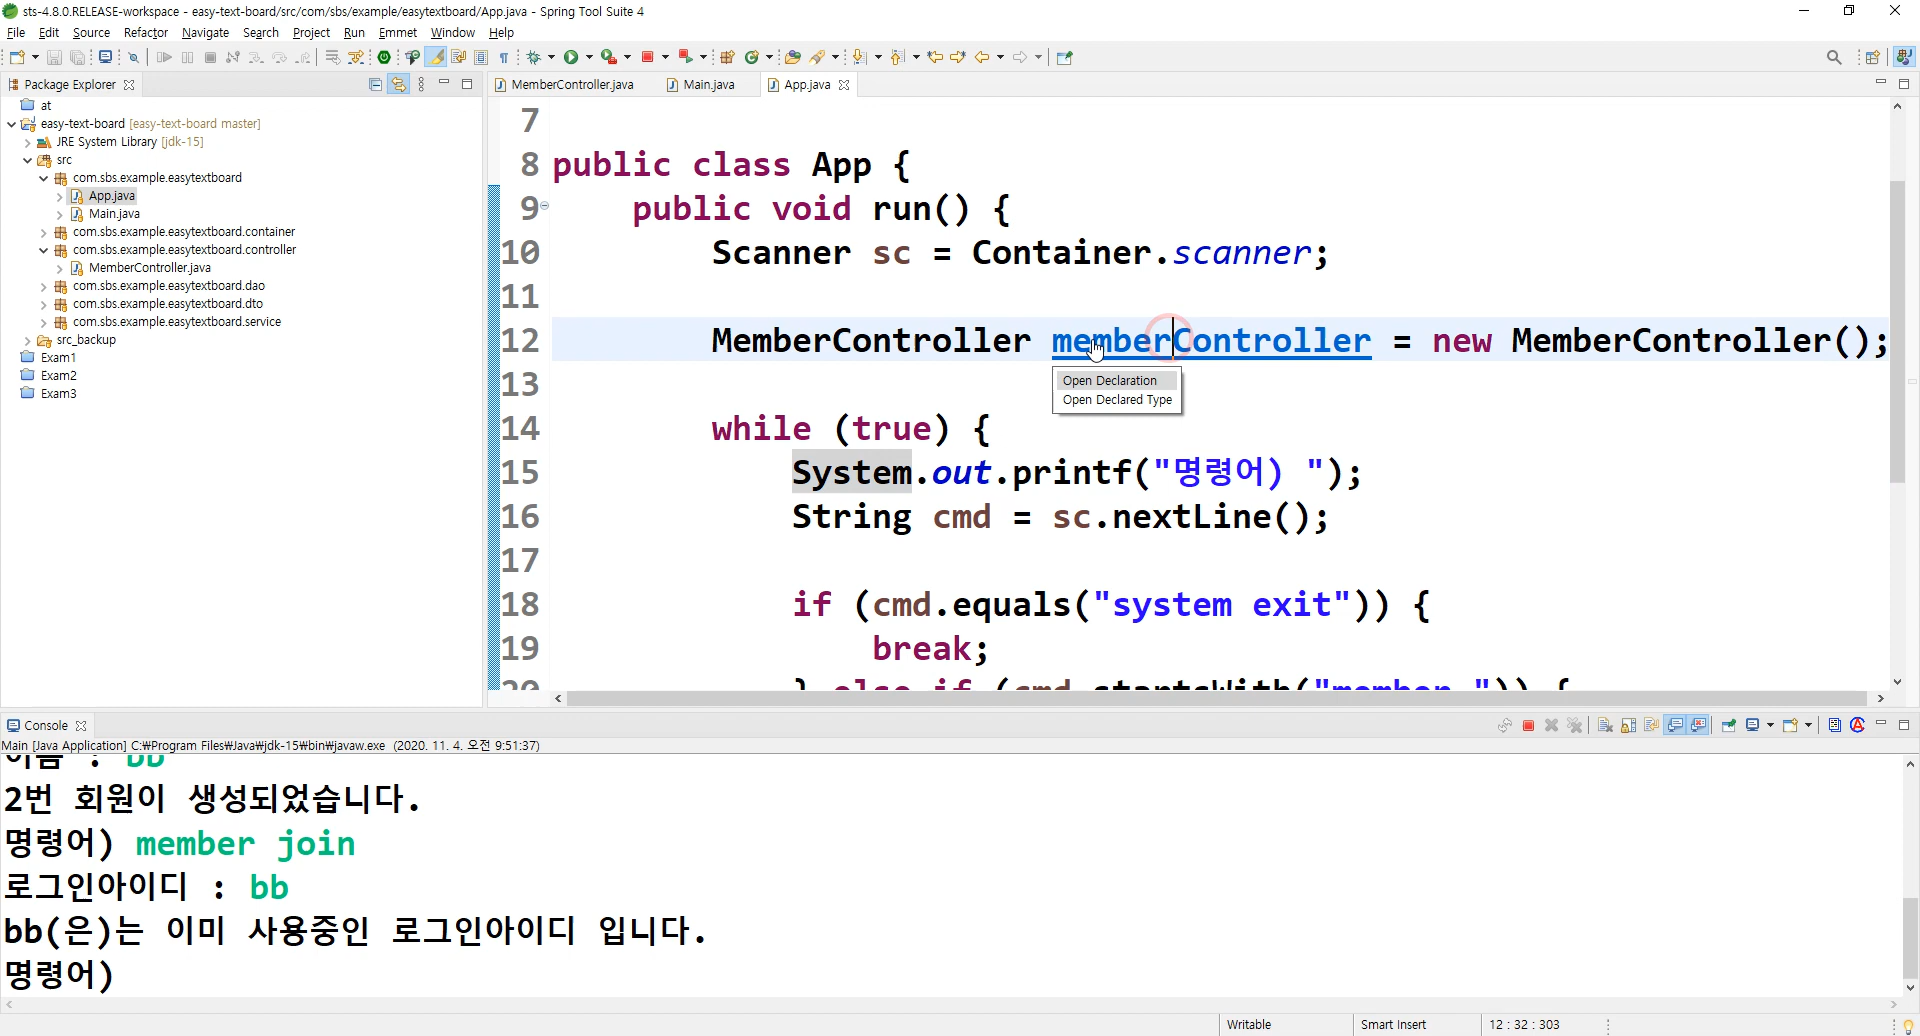 sts-4.8.0.RELEASE-workspace - easy-text-board/src/com/sbs/example/easytextboard/App.java - Spring Tool Suite 4
File Edit Source Refactor Navigate Search Project Run Emmet Window Help
Package Explorer
MemberController.java Main.java App.java
at
easy-text-board [easy-text-board master]
JRE System Library [jdk-15]
src
com.sbs.example.easytextboard
App.java
Main.java
com.sbs.example.easytextboard.container
com.sbs.example.easytextboard.controller
MemberController.java
com.sbs.example.easytextboard.dao
com.sbs.example.easytextboard.dto
com.sbs.example.easytextboard.service
src_backup
Exam1
Exam2
Exam3
7
8 public class App {
9 public void run() {
10 Scanner sc = Container.scanner;
11
12 MemberController memberController = new MemberController();
13
Open Declaration
Open Declared Type
14 while (true) {
15 System.out.printf("명령어) ");
16 String cmd = sc.nextLine();
17
18 if (cmd.equals("system exit")) {
19 break;
20 } else if (cmd.startsWith("member ")) {
Console
Main [Java Application] C:₩Program Files₩Java₩jdk-15₩bin₩javaw.exe (2020. 11. 4. 오전 9:51:37)
이름 : bb
2번 회원이 생성되었습니다.
명령어) member join
로그인아이디 : bb
bb(은)는 이미 사용중인 로그인아이디 입니다.
명령어)
Writable Smart Insert 12 : 32 : 303